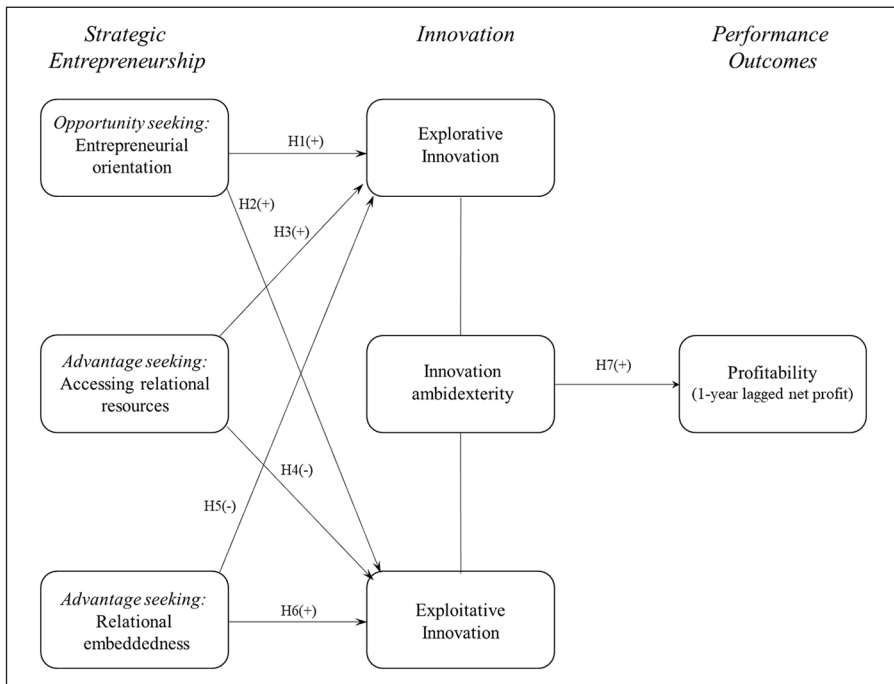 Strategic
Entrepreneurship
Innovation
Performance
Outcomes
Opportunity seeking:
Entrepreneurial
orientation
H1(+)
Explorative
Innovation
H2(+)
H3(+)
Advantage seeking:
Accessing relational
resources
Innovation
ambidexterity
H7(+)
Profitability
(1-year lagged net profit)
H4(-)
H5(-)
Advantage seeking:
Relational
embeddedness
H6(+)
Exploitative
Innovation